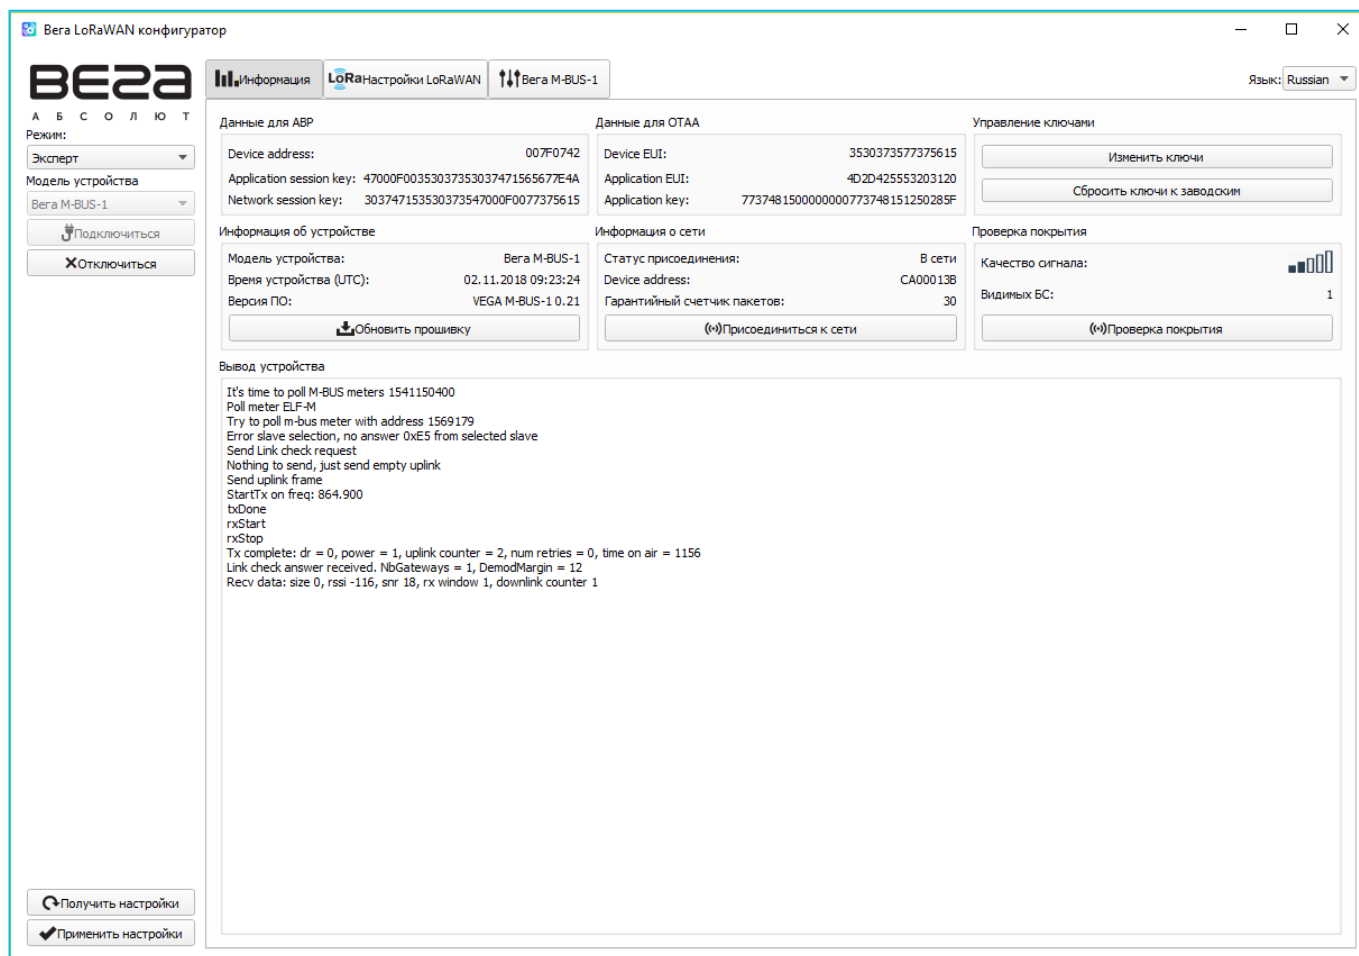 Вега LoRaWAN конфигуратор
ВЕГА
АБСОЛЮТ
Режим:
Эксперт
Модель устройства
Вега M-BUS-1
Подключиться
Отключиться
Получить настройки
Применить настройки
Информация
LoRa Настройки LoRaWAN
Вега M-BUS-1
Язык: Russian
Данные для ABP
Device address: 007F0742
Application session key: 47000F003530373530374715656​77E4A
Network session key: 3037471535303735470​00F0077375615
Данные для OTAA
Device EUI: 3530373577375615
Application EUI: 4D2D425553203120
Application key: 7737481500000000773748151250285F
Управление ключами
Изменить ключи
Сбросить ключи к заводским
Информация об устройстве
Модель устройства: Вега M-BUS-1
Время устройства (UTC): 02.11.2018 09:23:24
Версия ПО: VEGA M-BUS-1 0.21
Обновить прошивку
Информация о сети
Статус присоединения: В сети
Device address: CA00013B
Гарантийный счетчик пакетов: 30
Присоединиться к сети
Проверка покрытия
Качество сигнала:
Видимых БС: 1
Проверка покрытия
Вывод устройства
It's time to poll M-BUS meters 1541150400
Poll meter ELF-M
Try to poll m-bus meter with address 1569179
Error slave selection, no answer 0xE5 from selected slave
Send Link check request
Nothing to send, just send empty uplink
Send uplink frame
StartTx on freq: 864.900
txDone
rxStart
rxStop
Tx complete: dr = 0, power = 1, uplink counter = 2, num retries = 0, time on air = 1156
Link check answer received. NbGateways = 1, DemodMargin = 12
Recv data: size 0, rssi -116, snr 18, rx window 1, downlink counter 1